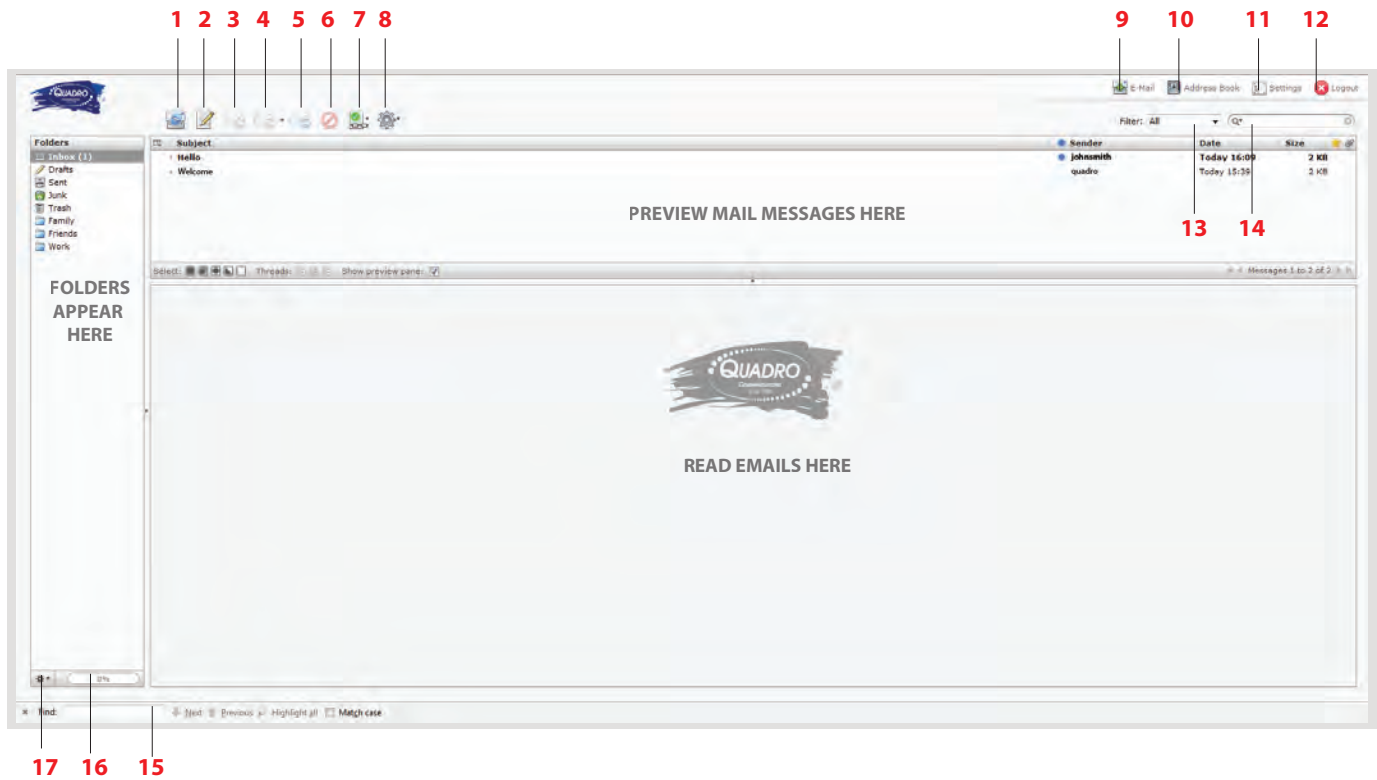 1 2 3 4 5 6 7 8 9 10 11 12
QUADRO
E-Mail Address Book Settings Logout
Filter: All
Folders Subject Sender Date Size
Inbox (1) Hello johnsmith Today 16:09 2 KB
Drafts Welcome quadro Today 15:39 2 KB
Sent
Junk
Trash
Family
Friends
Work
PREVIEW MAIL MESSAGES HERE
13 14
Select: Threads: Show preview pane: Messages 1 to 2 of 2
FOLDERS
APPEAR
HERE
QUADRO
READ EMAILS HERE
0%
Find: Next Previous Highlight all Match case
17 16 15